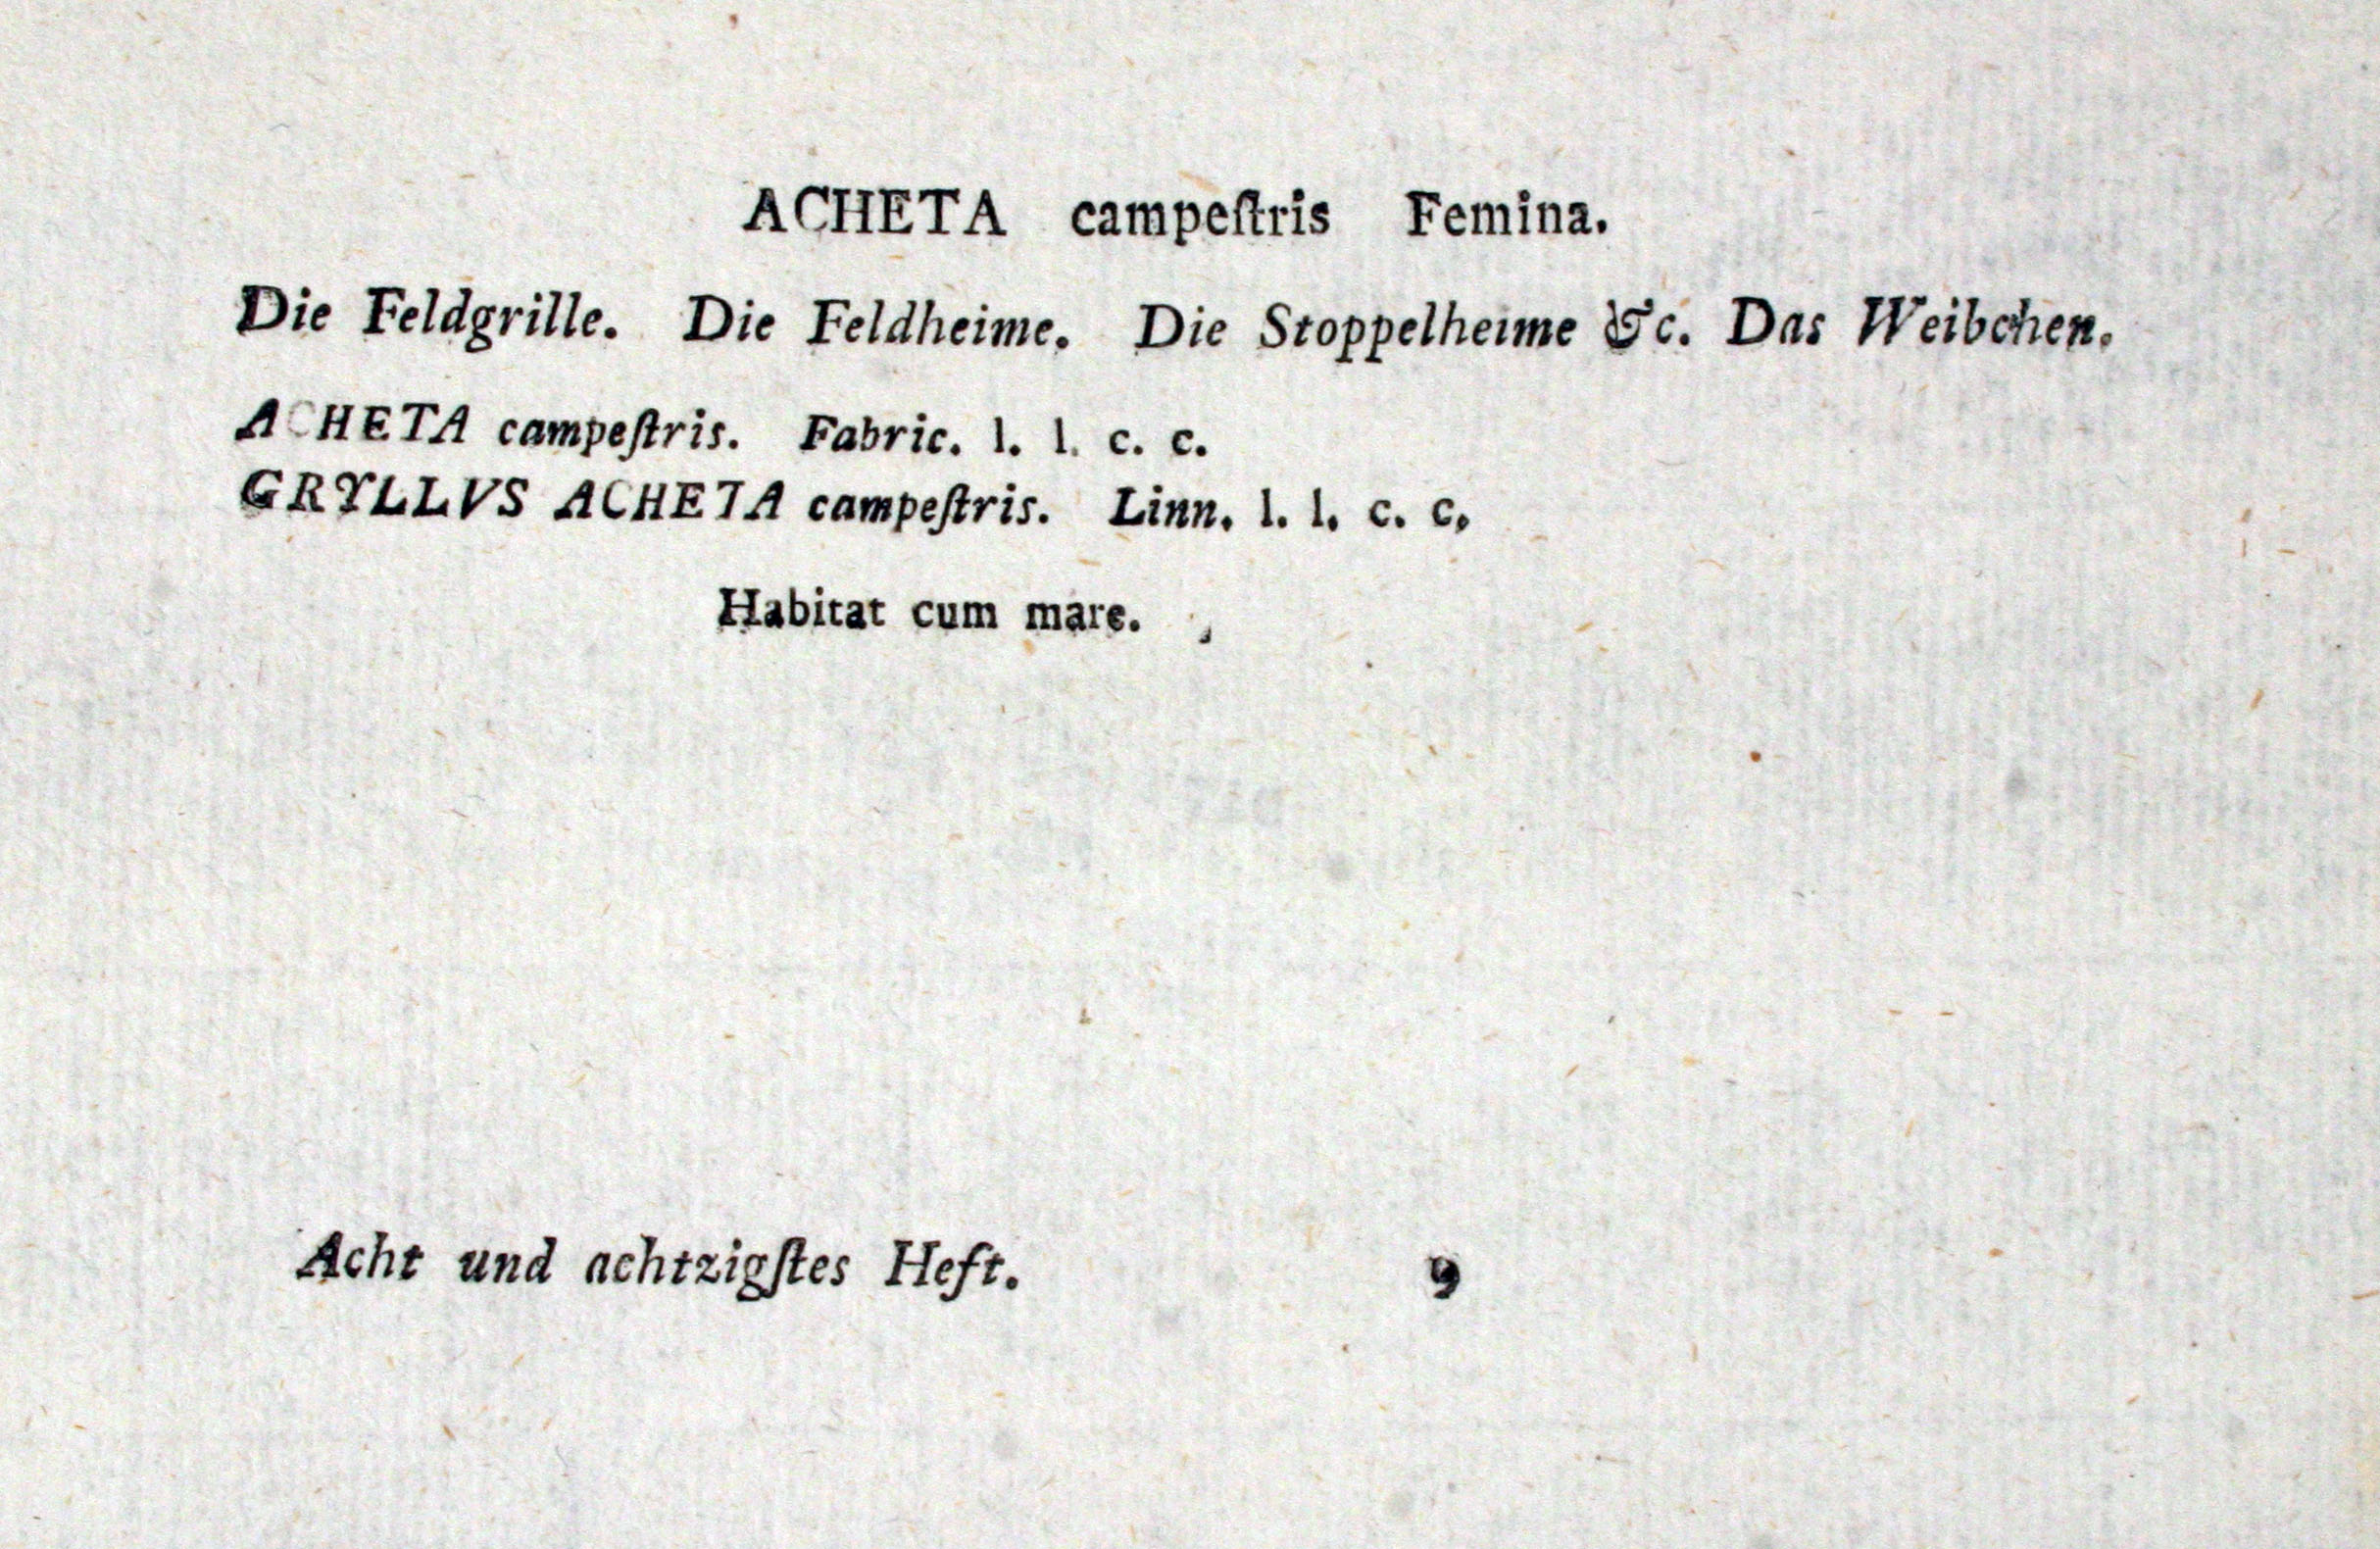 ACHETA campeſtris Femina.
Die Feldgrille. Die Feldheime. Die Stoppelheime &c. Das Weibchen.
ACHETA campeſtris. Fabric. l. l. c. c.
GRYLLVS ACHETA campeſtris. Linn. l. l. c. c.
Habitat cum mare.
Acht und achtzigſtes Heft. 9